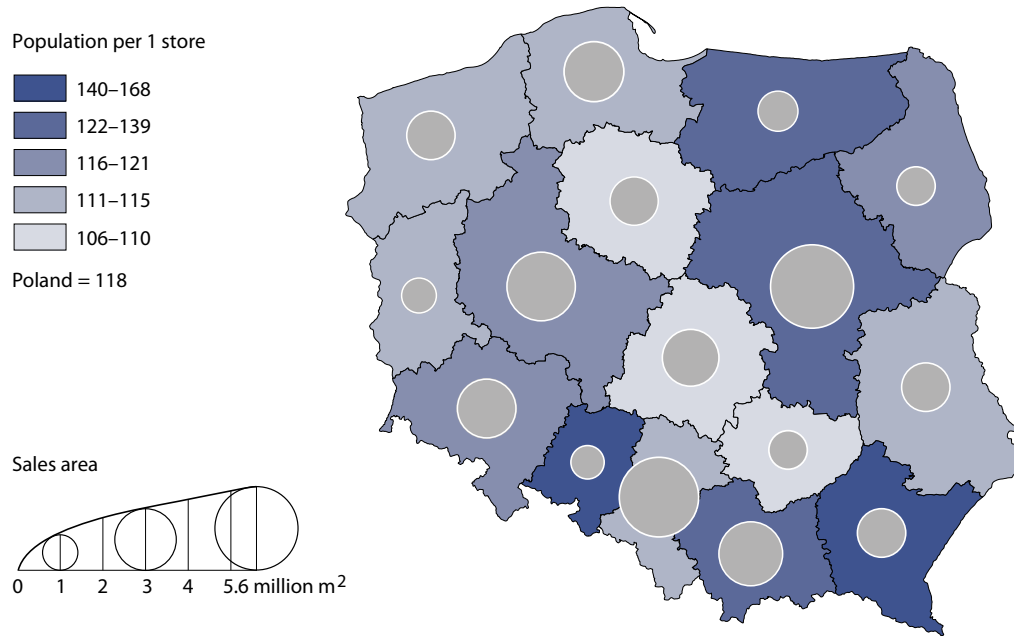 Population per 1 store
140–168
122–139
116–121
111–115
106–110
Poland = 118
Sales area
0 1 2 3 4 5.6 million m²